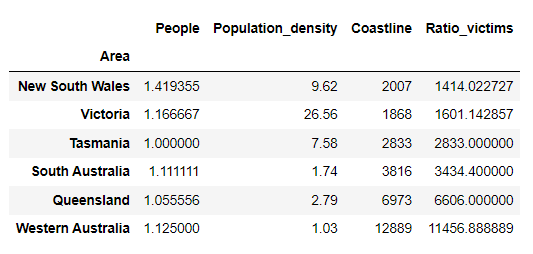 People Population_density Coastline Ratio_victims
Area
New South Wales 1.419355 9.62 2007 1414.022727
Victoria 1.166667 26.56 1868 1601.142857
Tasmania 1.000000 7.58 2833 2833.000000
South Australia 1.111111 1.74 3816 3434.400000
Queensland 1.055556 2.79 6973 6606.000000
Western Australia 1.125000 1.03 12889 11456.888889